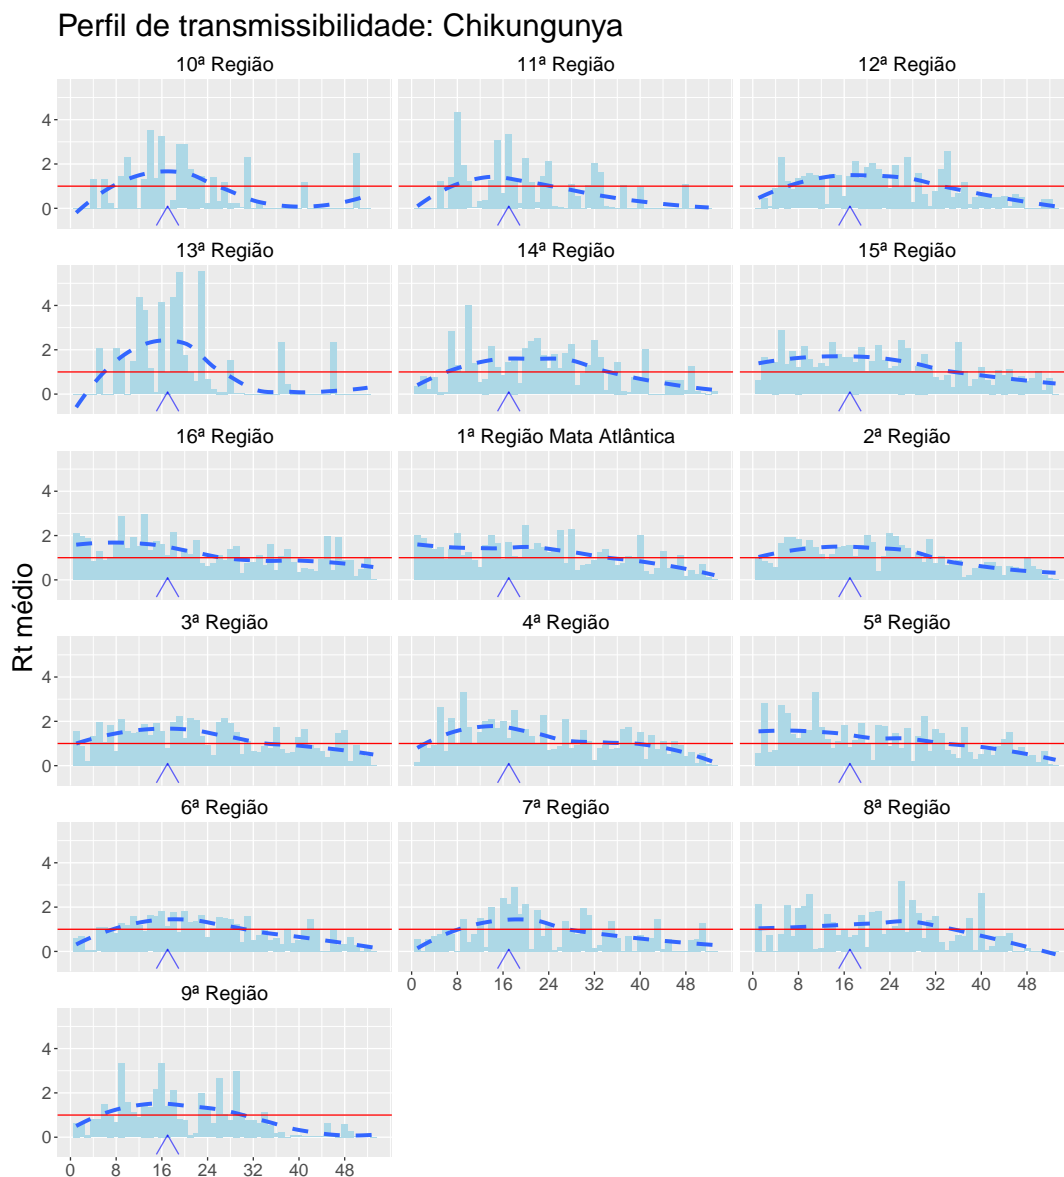 Perfil de transmissibilidade: Chikungunya
10ª Região
11ª Região
12ª Região
4
2
0
13ª Região
14ª Região
15ª Região
4
2
0
16ª Região
1ª Região Mata Atlântica
2ª Região
4
2
0
Rt médio
3ª Região
4ª Região
5ª Região
4
2
0
6ª Região
7ª Região
8ª Região
4
2
0
0 8 16 24 32 40 48
0 8 16 24 32 40 48
9ª Região
4
2
0
0 8 16 24 32 40 48